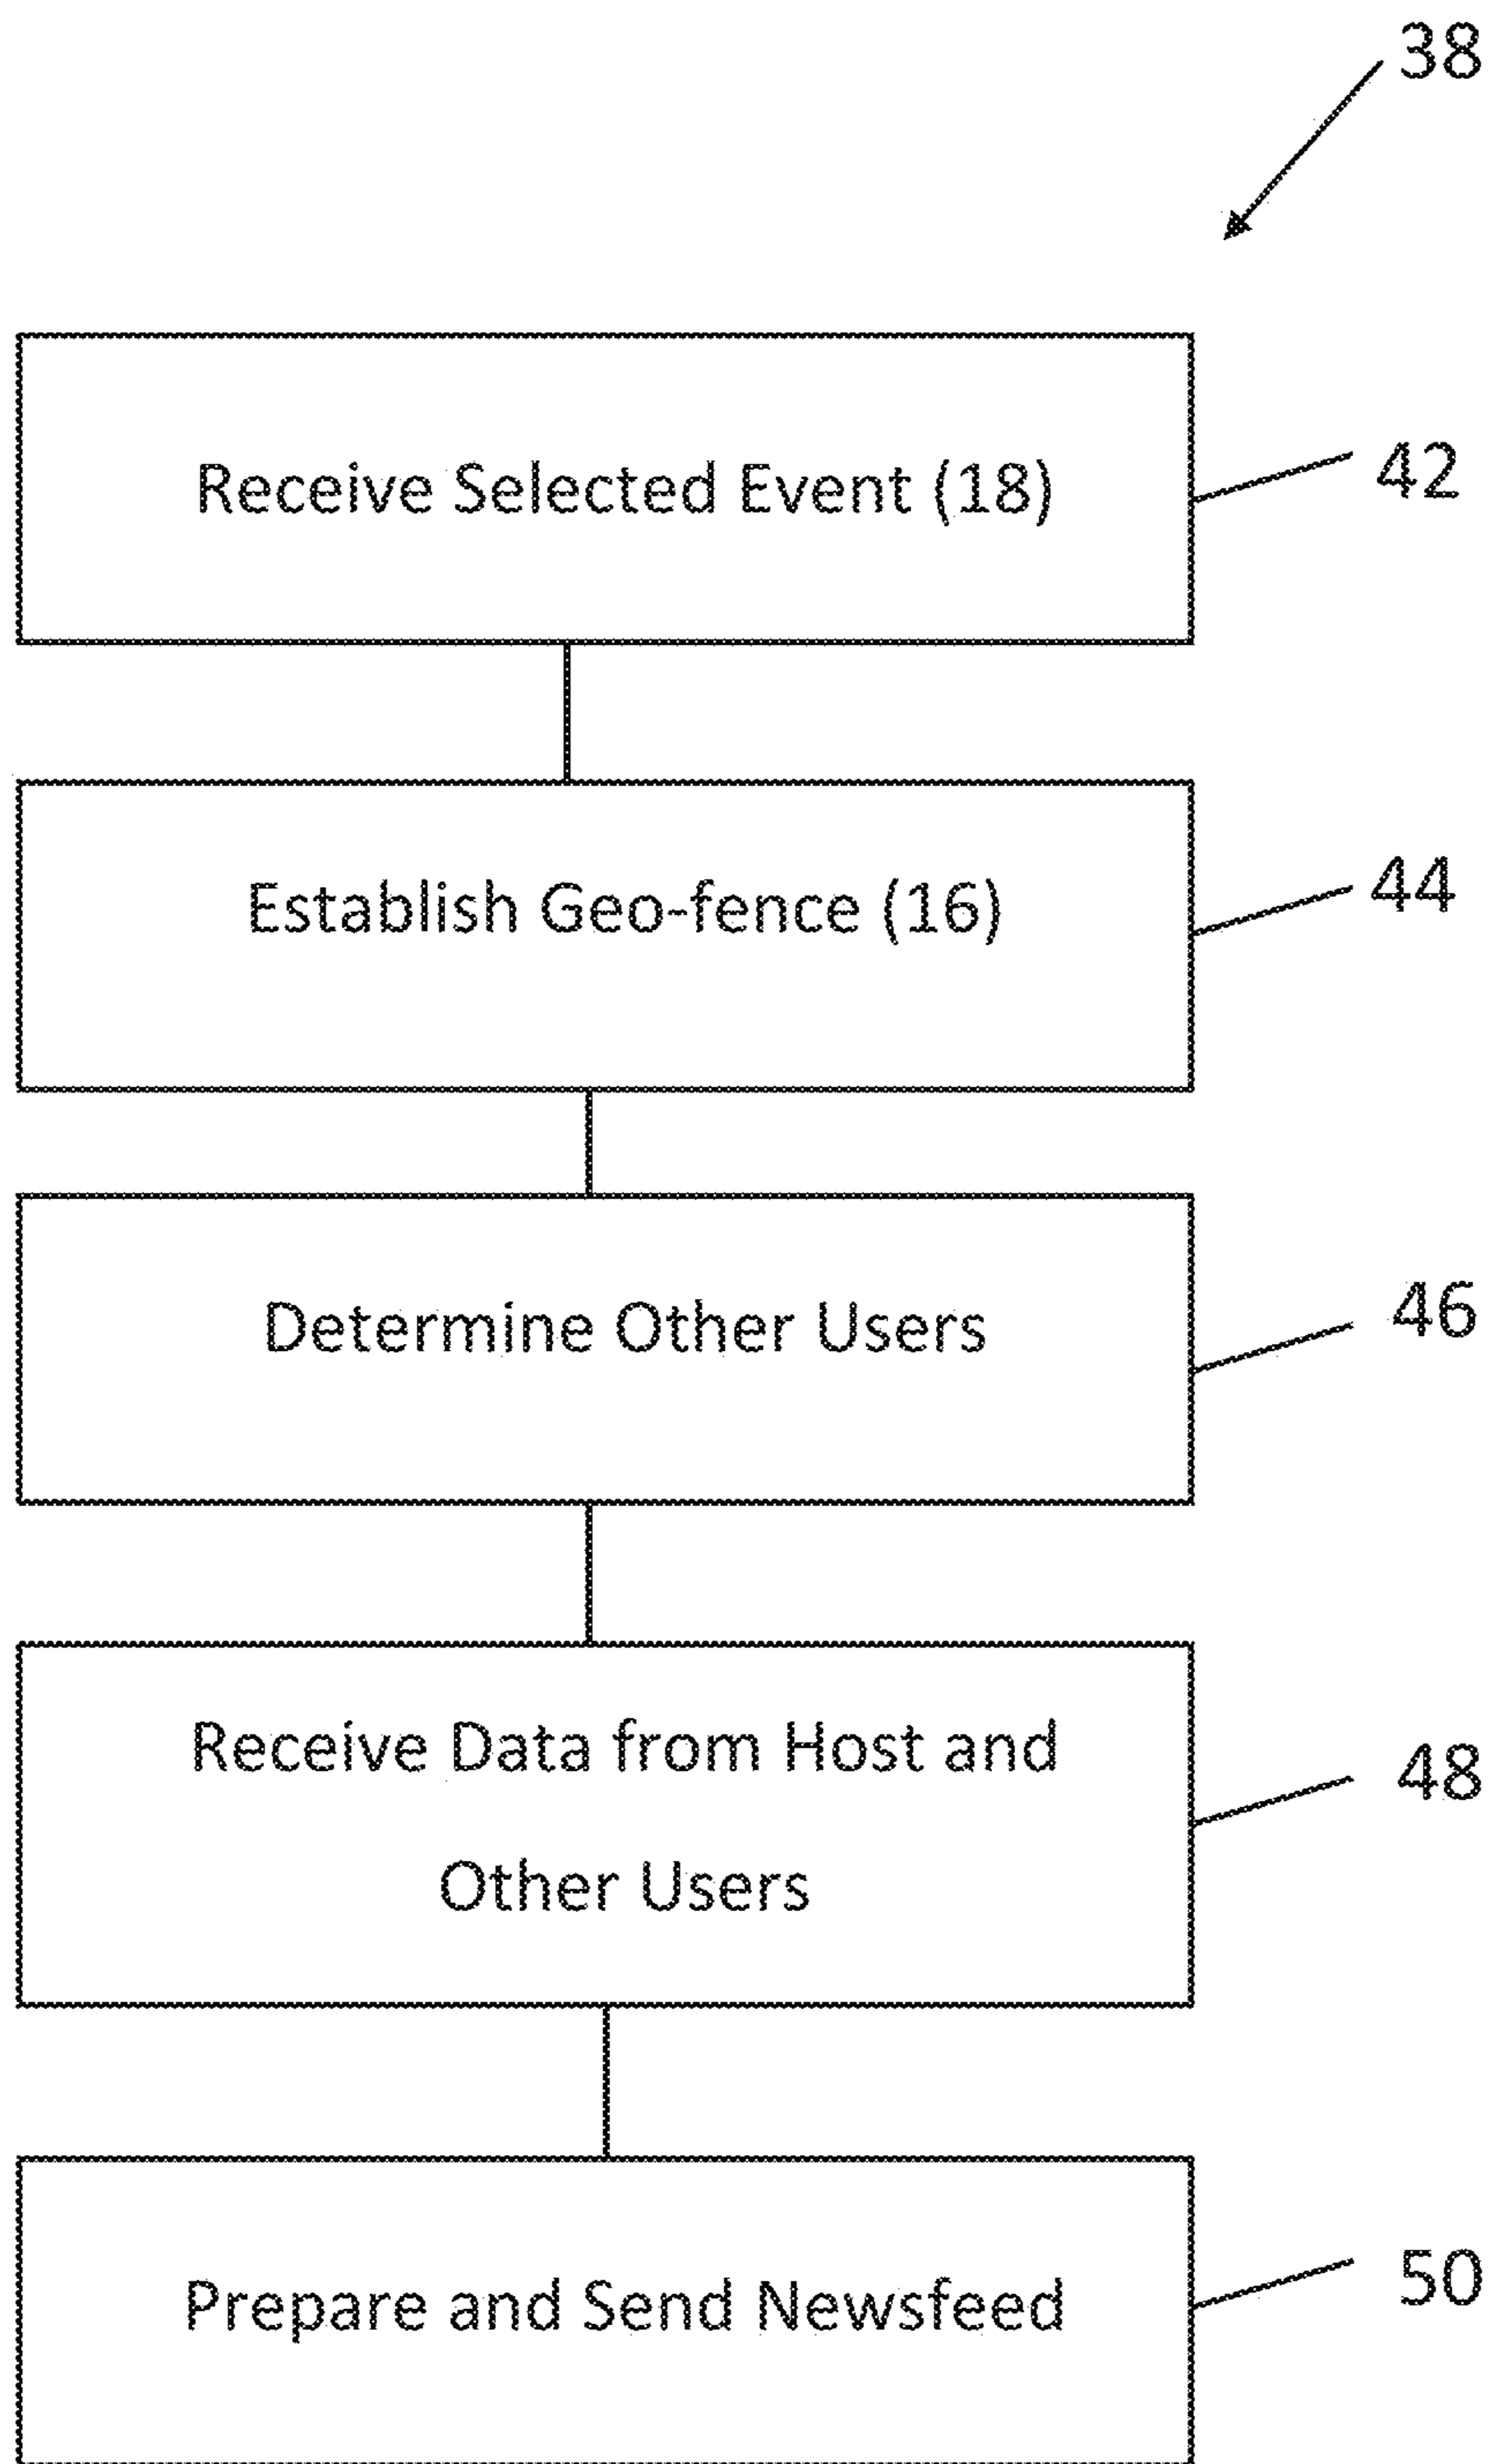 38
Receive Selected Event (18)
42
Establish Geo-fence (16)
44
Determine Other Users
46
Receive Data from Host and
Other Users
48
Prepare and Send Newsfeed
50